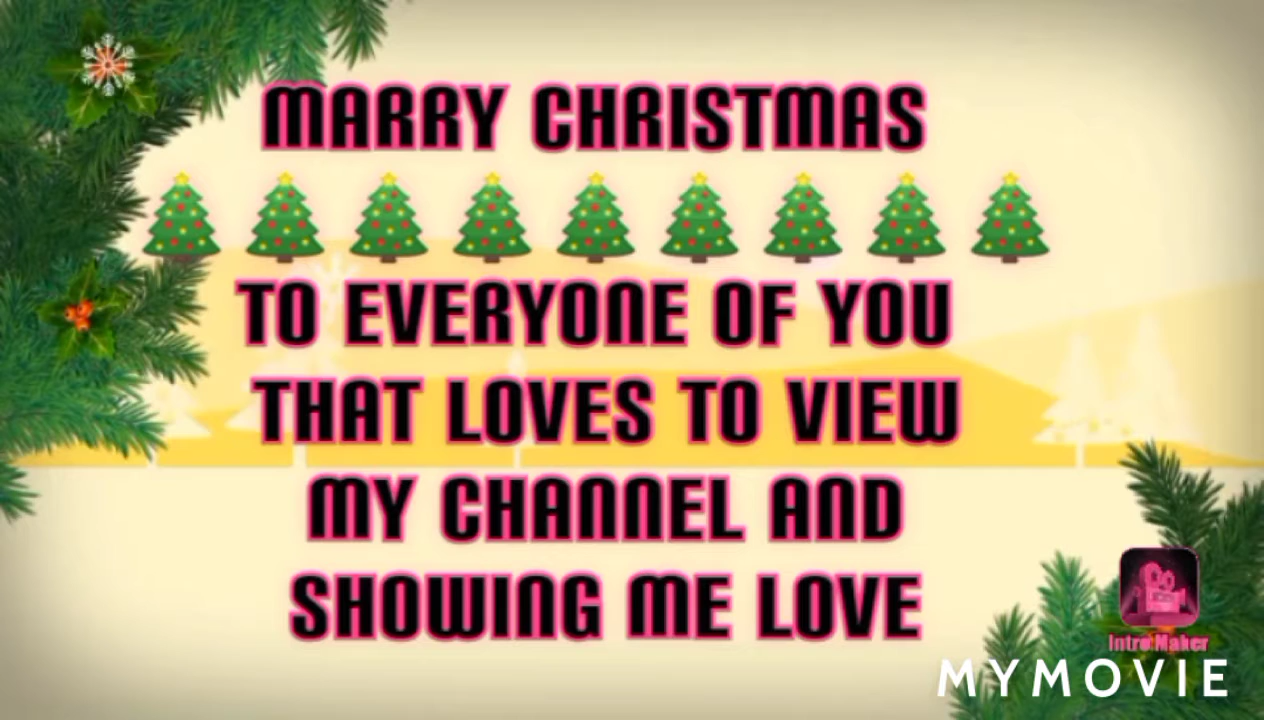 MARRY CHRISTMAS
🎄🎄🎄🎄🎄🎄🎄🎄🎄
TO EVERYONE OF YOU
THAT LOVES TO VIEW
MY CHANNEL AND
SHOWING ME LOVE
Intro Maker
MYMOVIE